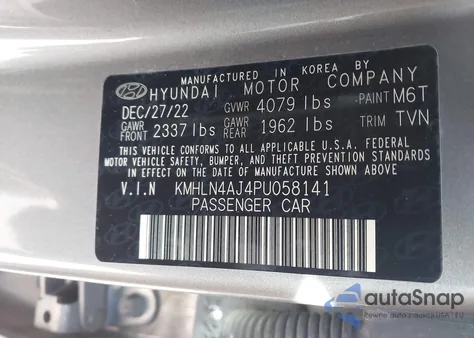 MANUFACTURED IN KOREA BY
HYUNDAI MOTOR COMPANY
DEC/27/22 GVWR 4079 lbs PAINT M6T
GAWR FRONT 2337 lbs GAWR REAR 1962 lbs TRIM TVN
THIS VEHICLE CONFORMS TO ALL APPLICABLE U.S.A. FEDERAL
MOTOR VEHICLE SAFETY, BUMPER, AND THEFT PREVENTION STANDARDS
IN EFFECT ON THE DATE OF MANUFACTURE SHOWN ABOVE.
V.I.N KMHLN4AJ4PU058141
PASSENGER CAR
autoSnap